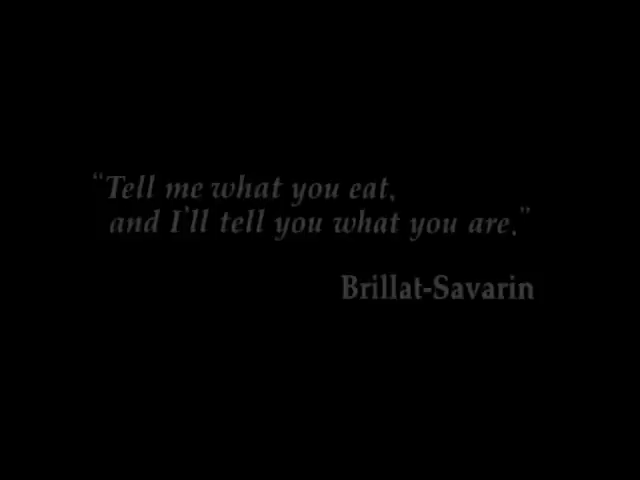 “Tell me what you eat,
and I'll tell you what you are.”
Brillat-Savarin